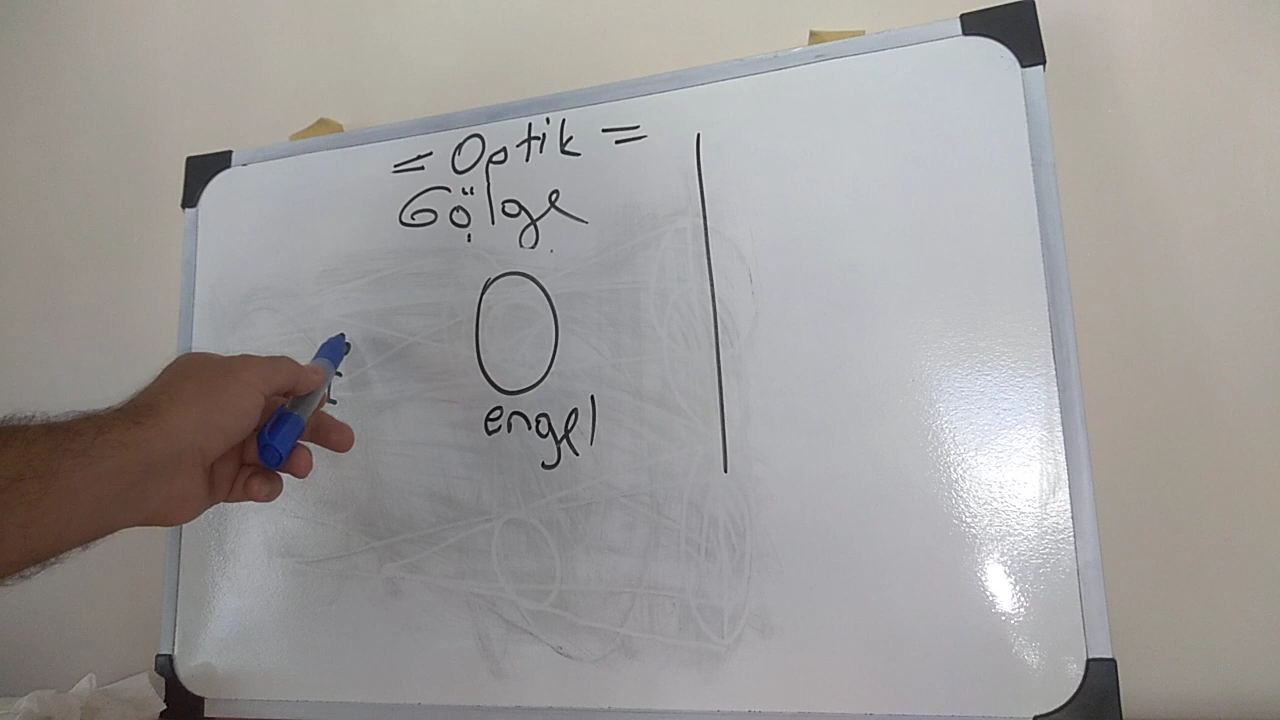 = Optik =
Gölge
engel